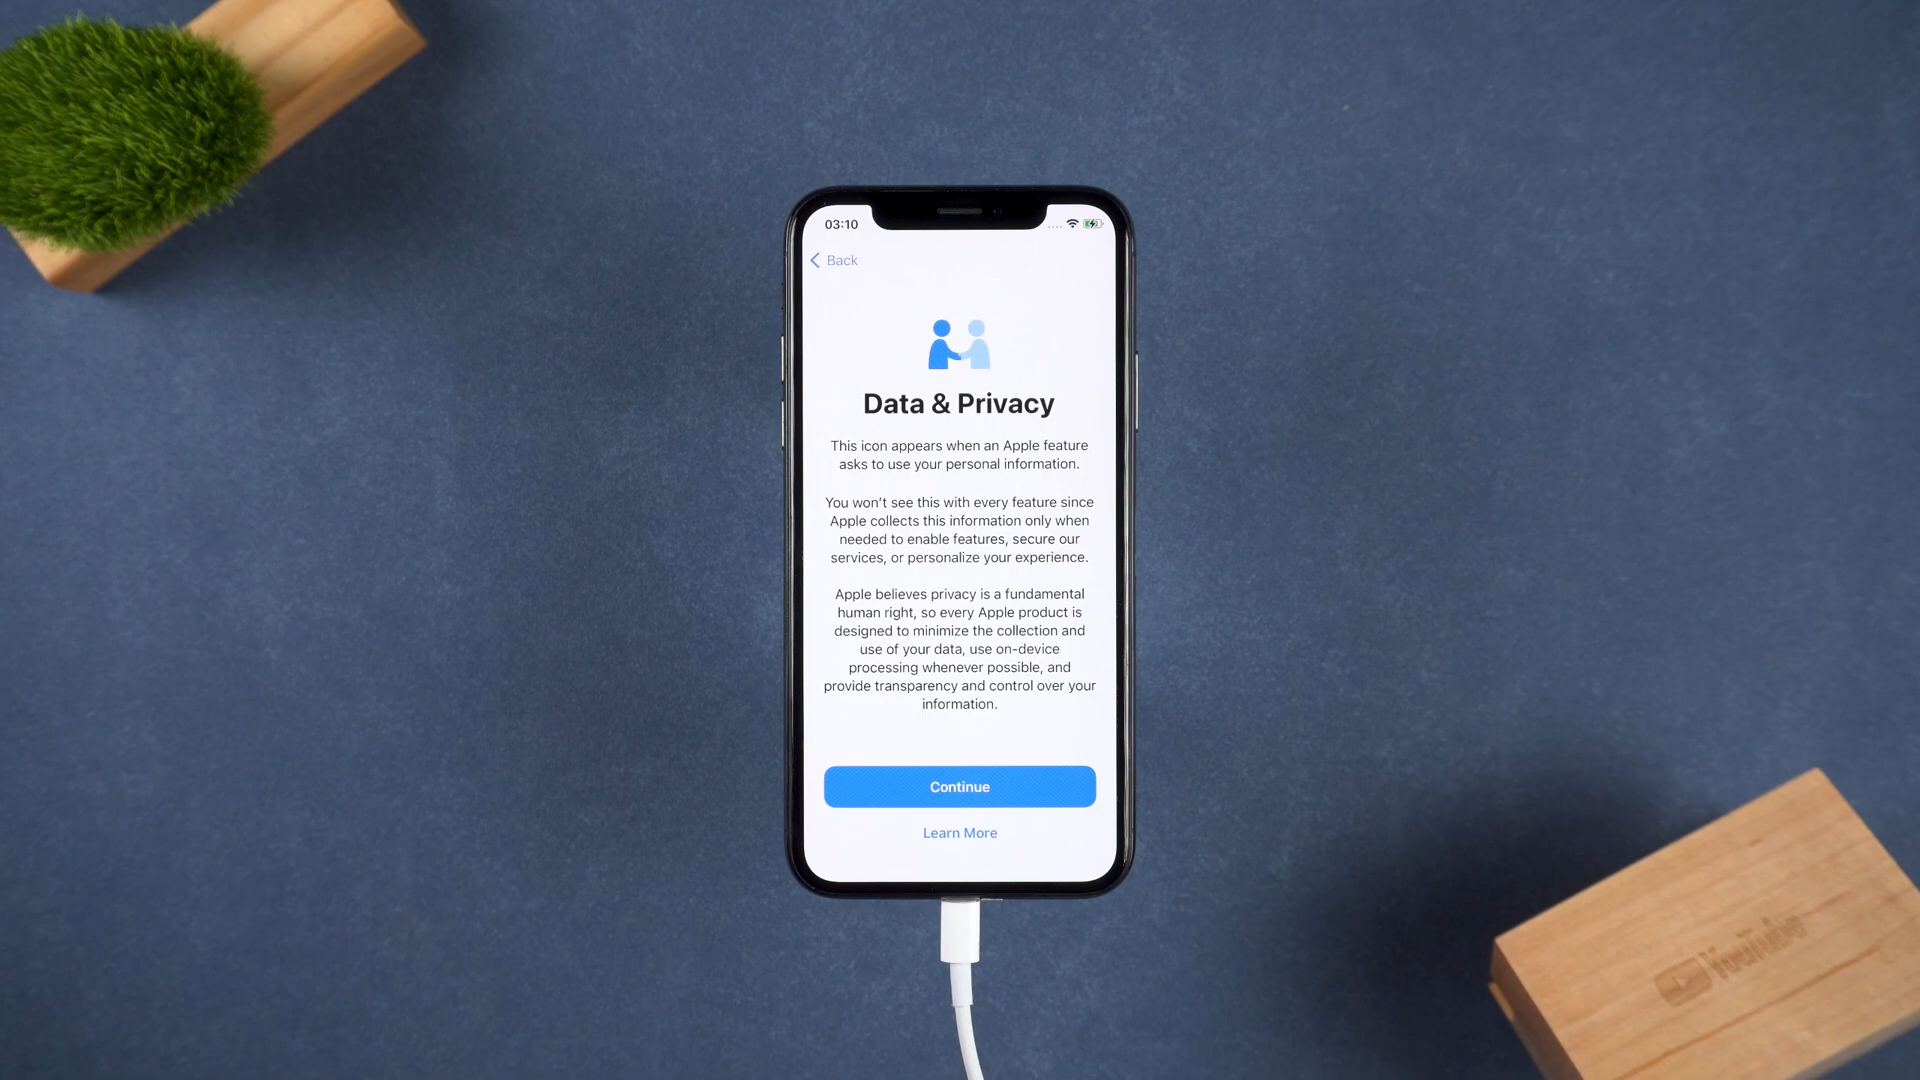 03:10
Back
Data & Privacy
This icon appears when an Apple feature
asks to use your personal information.
You won’t see this with every feature since
Apple collects this information only when
needed to enable features, secure our
services, or personalize your experience.
Apple believes privacy is a fundamental
human right, so every Apple product is
designed to minimize the collection and
use of your data, use on-device
processing whenever possible, and
provide transparency and control over your
information.
Continue
Learn More
YouTube